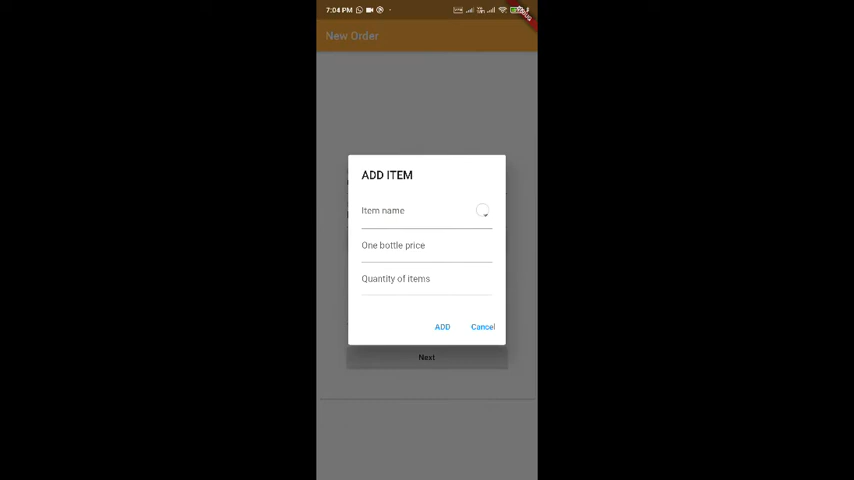 7:04 PM
New Order
ADD ITEM
Item name
One bottle price
Quantity of items
ADD
Cancel
Next